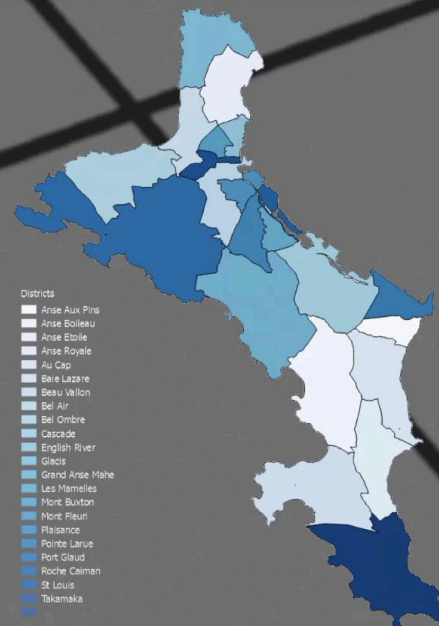 Districts
Anse Aux Pins
Anse Boileau
Anse Etoile
Anse Royale
Au Cap
Baie Lazare
Beau Vallon
Bel Air
Bel Ombre
Cascade
English River
Glacis
Grand Anse Mahe
Les Mamelles
Mont Buxton
Mont Fleuri
Plaisance
Pointe Larue
Port Glaud
Roche Caiman
St Louis
Takamaka